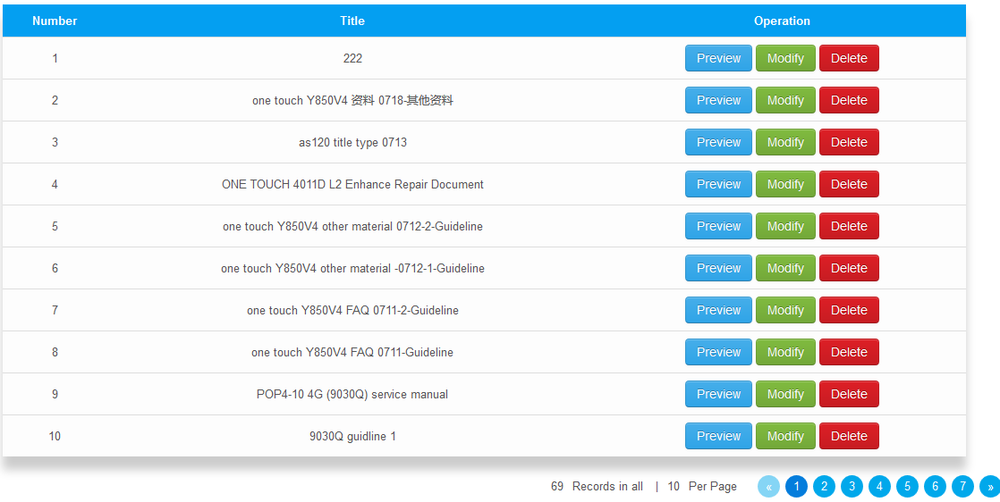 Number Title Operation
1 222 Preview Modify Delete
2 one touch Y850V4 资料 0718-其他资料 Preview Modify Delete
3 as120 title type 0713 Preview Modify Delete
4 ONE TOUCH 4011D L2 Enhance Repair Document Preview Modify Delete
5 one touch Y850V4 other material 0712-2-Guideline Preview Modify Delete
6 one touch Y850V4 other material -0712-1-Guideline Preview Modify Delete
7 one touch Y850V4 FAQ 0711-2-Guideline Preview Modify Delete
8 one touch Y850V4 FAQ 0711-Guideline Preview Modify Delete
9 POP4-10 4G (9030Q) service manual Preview Modify Delete
10 9030Q guidline 1 Preview Modify Delete
69 Records in all | 10 Per Page « 1 2 3 4 5 6 7 »